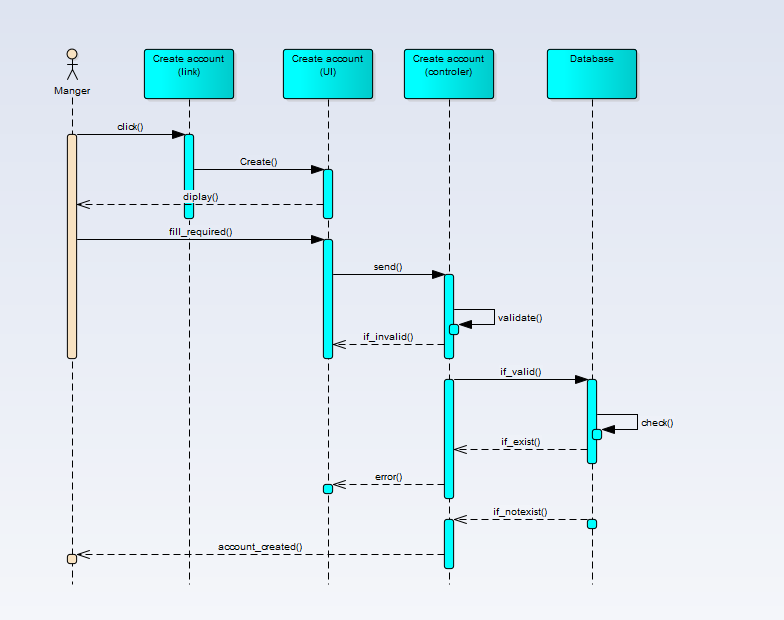 Create account
(link)
Create account
(UI)
Create account
(controler)
Database
Manger
click()
Create()
diplay()
fill_required()
send()
validate()
if_invalid()
if_valid()
check()
if_exist()
error()
if_notexist()
account_created()